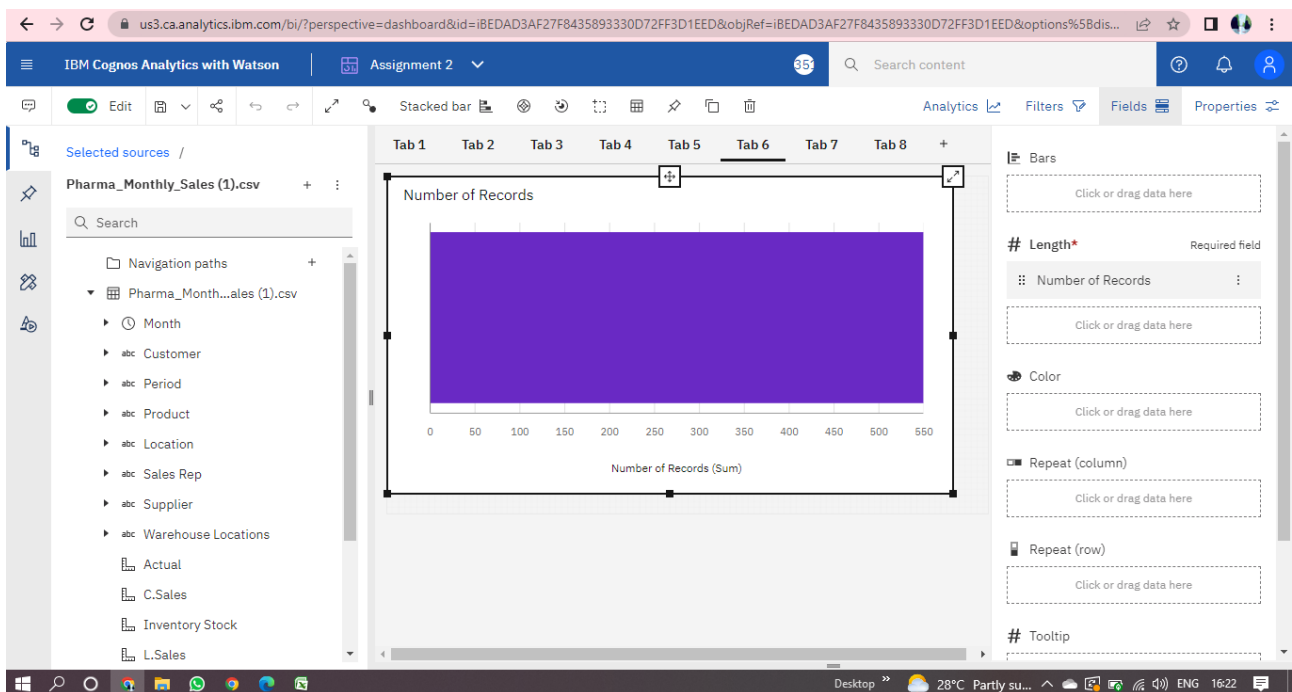 us3.ca.analytics.ibm.com/bi/?perspective=dashboard&id=iBEDAD3AF27F8435893330D72FF3D1EED&objRef=iBEDAD3AF27F8435893330D72FF3D1EED&options%5Bdis...
IBM Cognos Analytics with Watson
Assignment 2
Search content
Edit
Stacked bar
Analytics
Filters
Fields
Properties
Selected sources /
Pharma_Monthly_Sales (1).csv
Search
Navigation paths
Pharma_Month...ales (1).csv
Month
abc Customer
abc Period
abc Product
abc Location
abc Sales Rep
abc Supplier
abc Warehouse Locations
Actual
C.Sales
Inventory Stock
L.Sales
Tab 1 Tab 2 Tab 3 Tab 4 Tab 5 Tab 6 Tab 7 Tab 8 +
Number of Records
0 50 100 150 200 250 300 350 400 450 500 550
Number of Records (Sum)
Bars
Click or drag data here
# Length* Required field
Number of Records
Click or drag data here
Color
Click or drag data here
Repeat (column)
Click or drag data here
Repeat (row)
Click or drag data here
# Tooltip
Desktop » 28°C Partly su... ENG 16:22